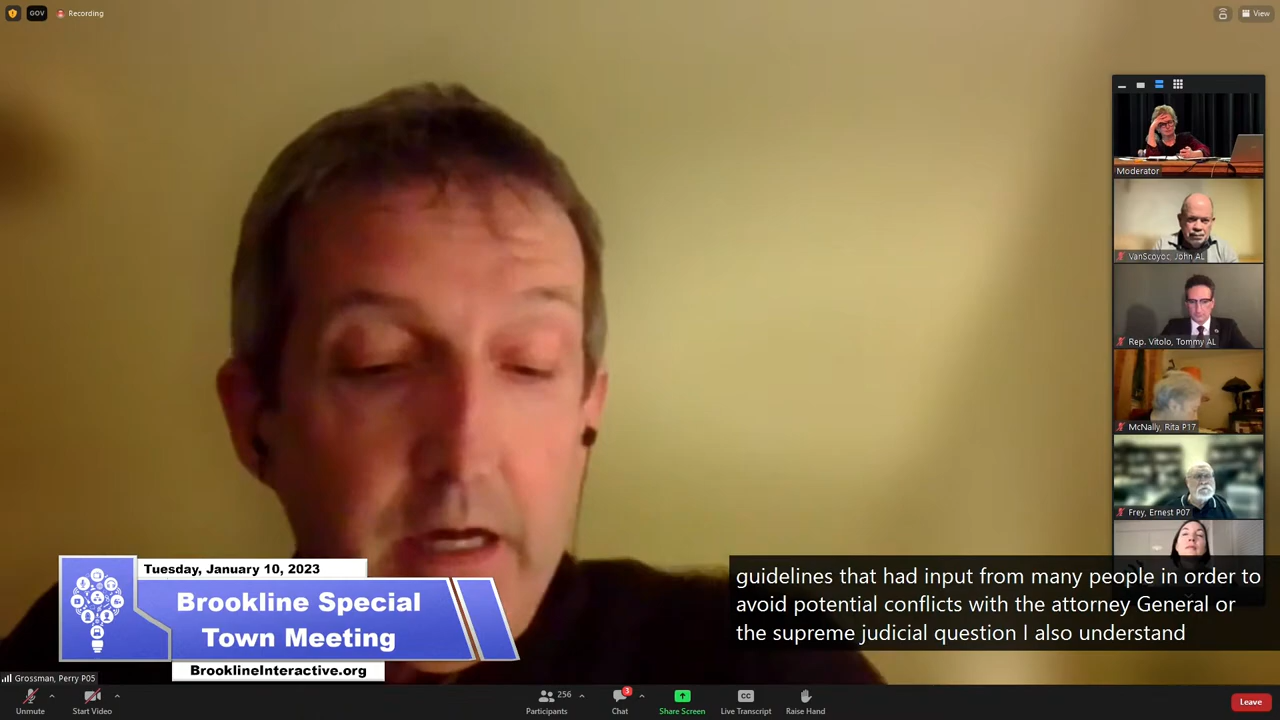 GOV
Recording
View
Moderator
VanScoyoc, John AL
Rep. Vitolo, Tommy AL
McNally, Rita P17
Frey, Ernest P07
Tuesday, January 10, 2023
Brookline Special
Town Meeting
BrooklineInteractive.org
guidelines that had input from many people in order to
avoid potential conflicts with the attorney General or
the supreme judicial question I also understand
Grossman, Perry P05
Unmute
Start Video
256
Participants
3
Chat
Share Screen
CC
Live Transcript
Raise Hand
Leave